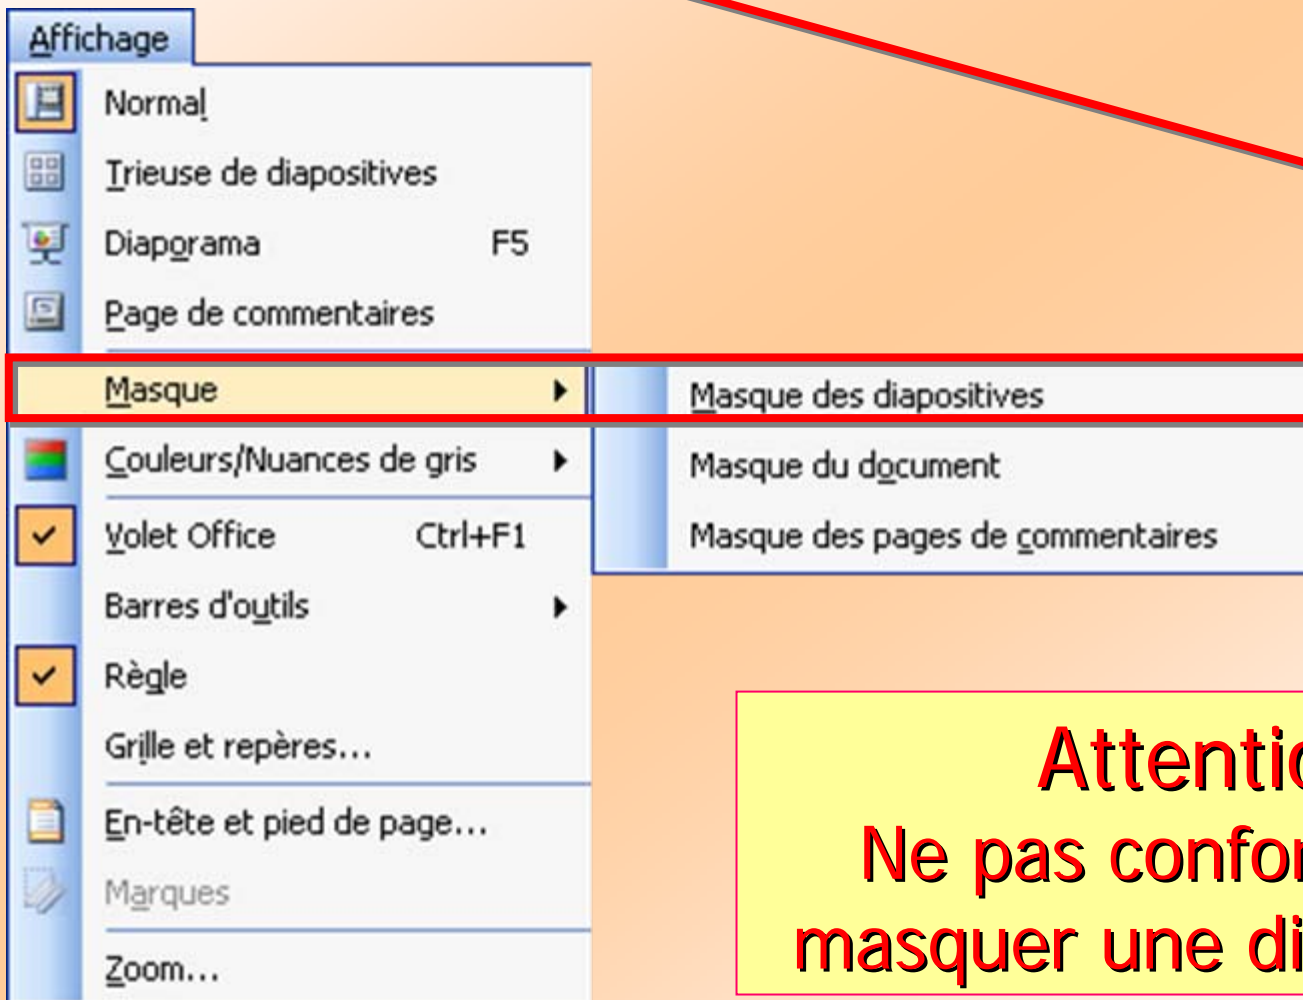 Affichage
Normal
Trieuse de diapositives
Diaporama F5
Page de commentaires
Masque
Masque des diapositives
Couleurs/Nuances de gris
Masque du document
Volet Office Ctrl+F1
Masque des pages de commentaires
Barres d'outils
Règle
Grille et repères...
En-tête et pied de page...
Marques
Zoom...
Ne pas
masquer une